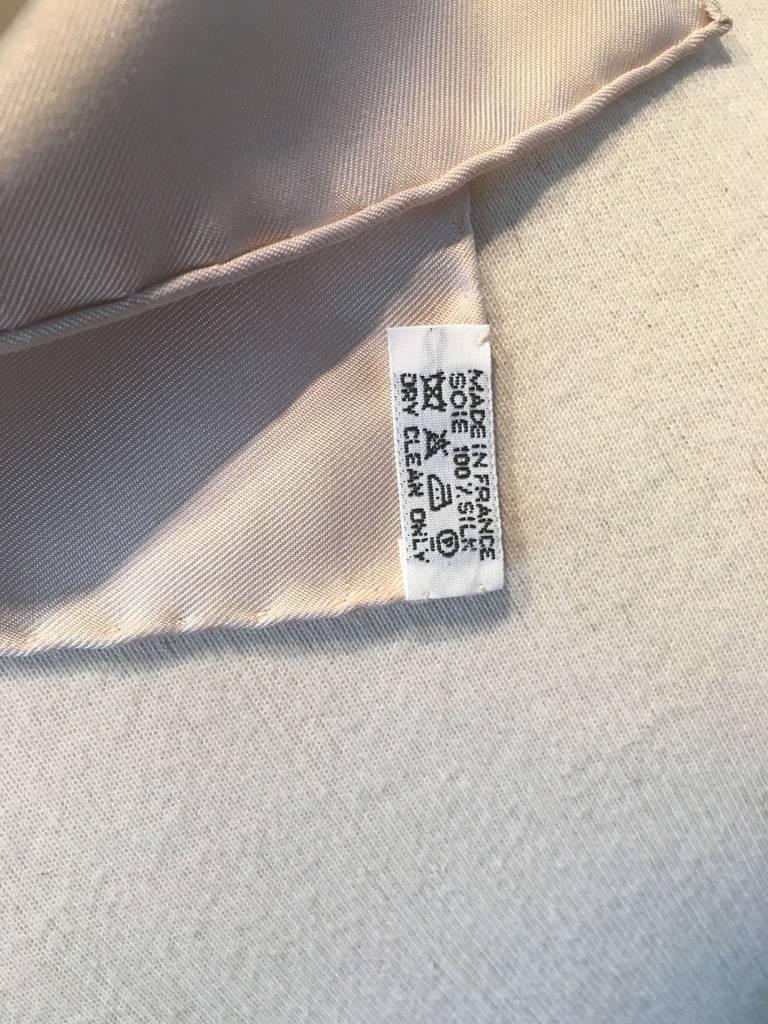 MADE IN FRANCE
SOIE 100% SILK
P
DRY CLEAN ONLY